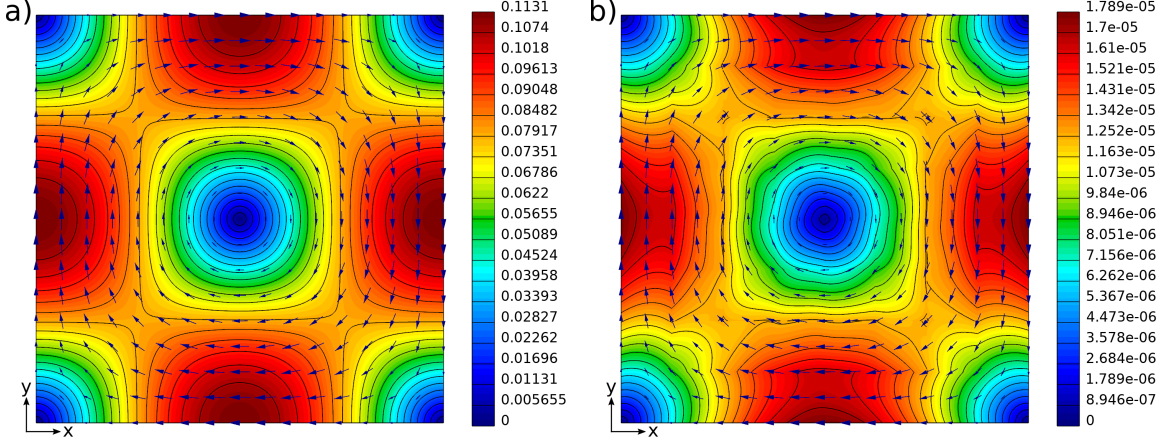 a)
0.1131
0.1074
0.1018
0.09613
0.09048
0.08482
0.07917
0.07351
0.06786
0.0622
0.05655
0.05089
0.04524
0.03958
0.03393
0.02827
0.02262
0.01696
0.01131
0.005655
0
y
x
b)
1.789e-05
1.7e-05
1.61e-05
1.521e-05
1.431e-05
1.342e-05
1.252e-05
1.163e-05
1.073e-05
9.84e-06
8.946e-06
8.051e-06
7.156e-06
6.262e-06
5.367e-06
4.473e-06
3.578e-06
2.684e-06
1.789e-06
8.946e-07
0
y
x